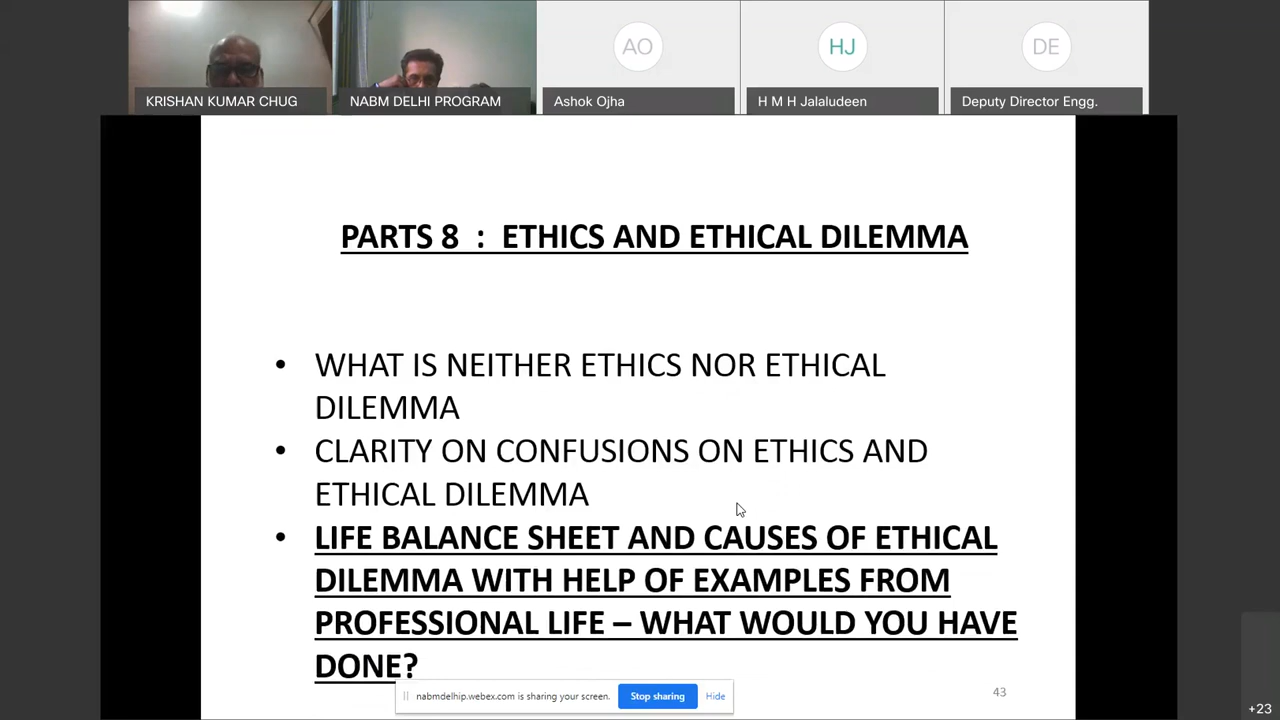 AO
HJ
DE
KRISHAN KUMAR CHUG
NABM DELHI PROGRAM
Ashok Ojha
H M H Jalaludeen
Deputy Director Engg.
PARTS 8 : ETHICS AND ETHICAL DILEMMA
• WHAT IS NEITHER ETHICS NOR ETHICAL
DILEMMA
• CLARITY ON CONFUSIONS ON ETHICS AND
ETHICAL DILEMMA
• LIFE BALANCE SHEET AND CAUSES OF ETHICAL
DILEMMA WITH HELP OF EXAMPLES FROM
PROFESSIONAL LIFE – WHAT WOULD YOU HAVE
DONE?
nabmdelhip.webex.com is sharing your screen.
Stop sharing
Hide
43
+23